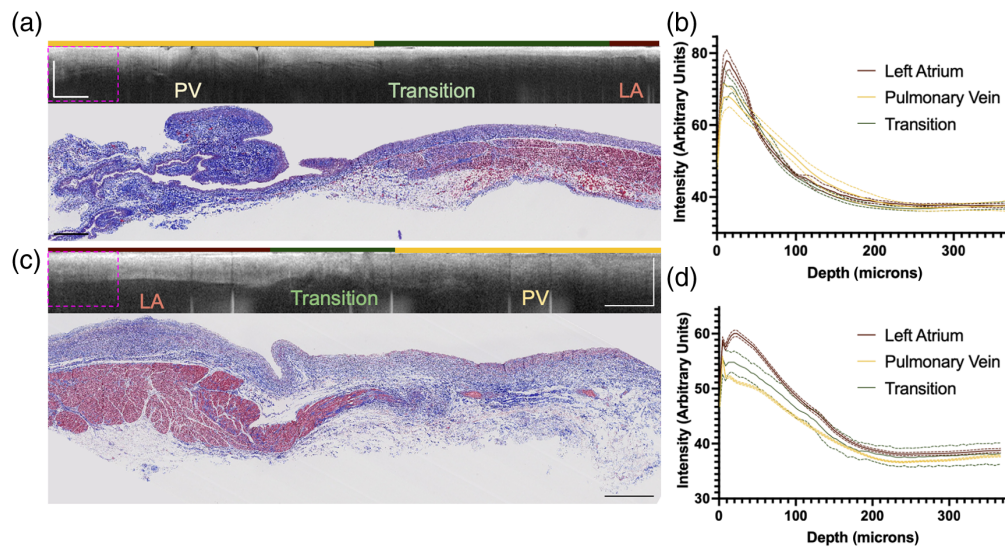 (a)
PV
Transition
LA
(b)
80
60
40
Intensity (Arbitrary Units)
Left Atrium
Pulmonary Vein
Transition
0
100
200
300
Depth (microns)
(c)
LA
Transition
PV
(d)
60
50
40
30
Intensity (Arbitrary Units)
Left Atrium
Pulmonary Vein
Transition
0
100
200
300
Depth (microns)